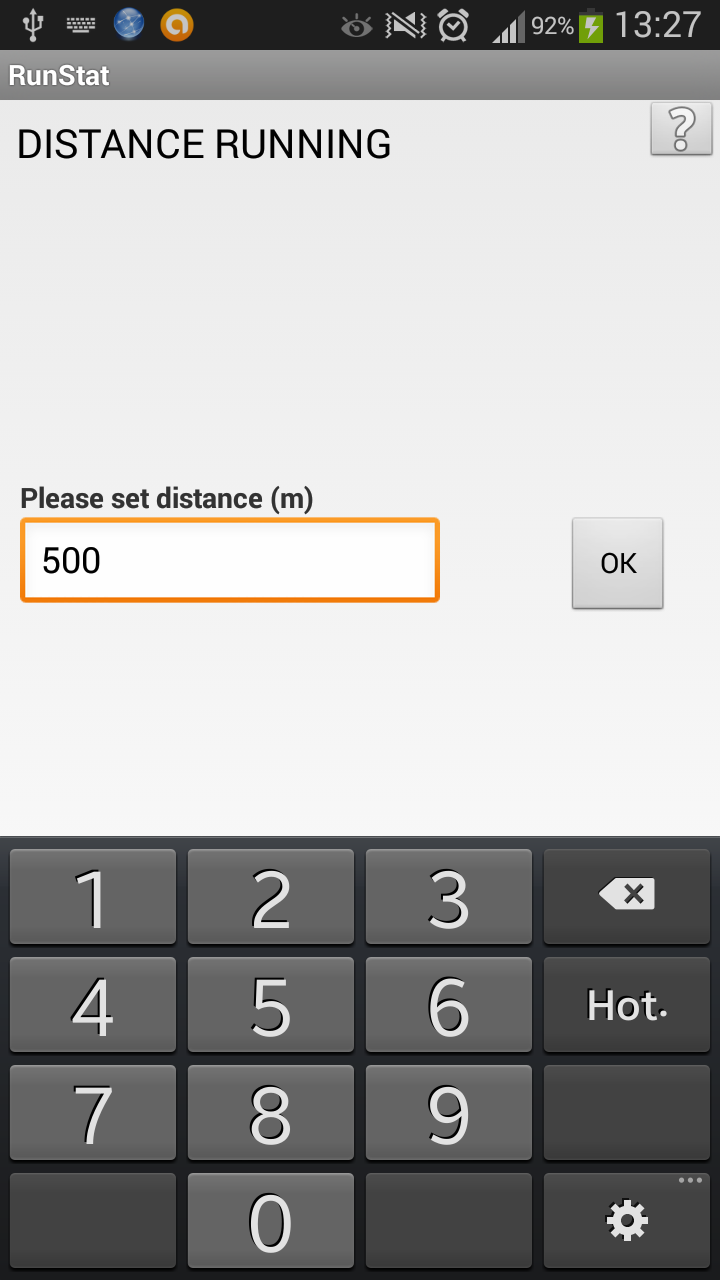 92% 13:27
RunStat
DISTANCE RUNNING
?
Please set distance (m)
500
OK
1 2 3
4 5 6 Hot.
7 8 9
0 ...